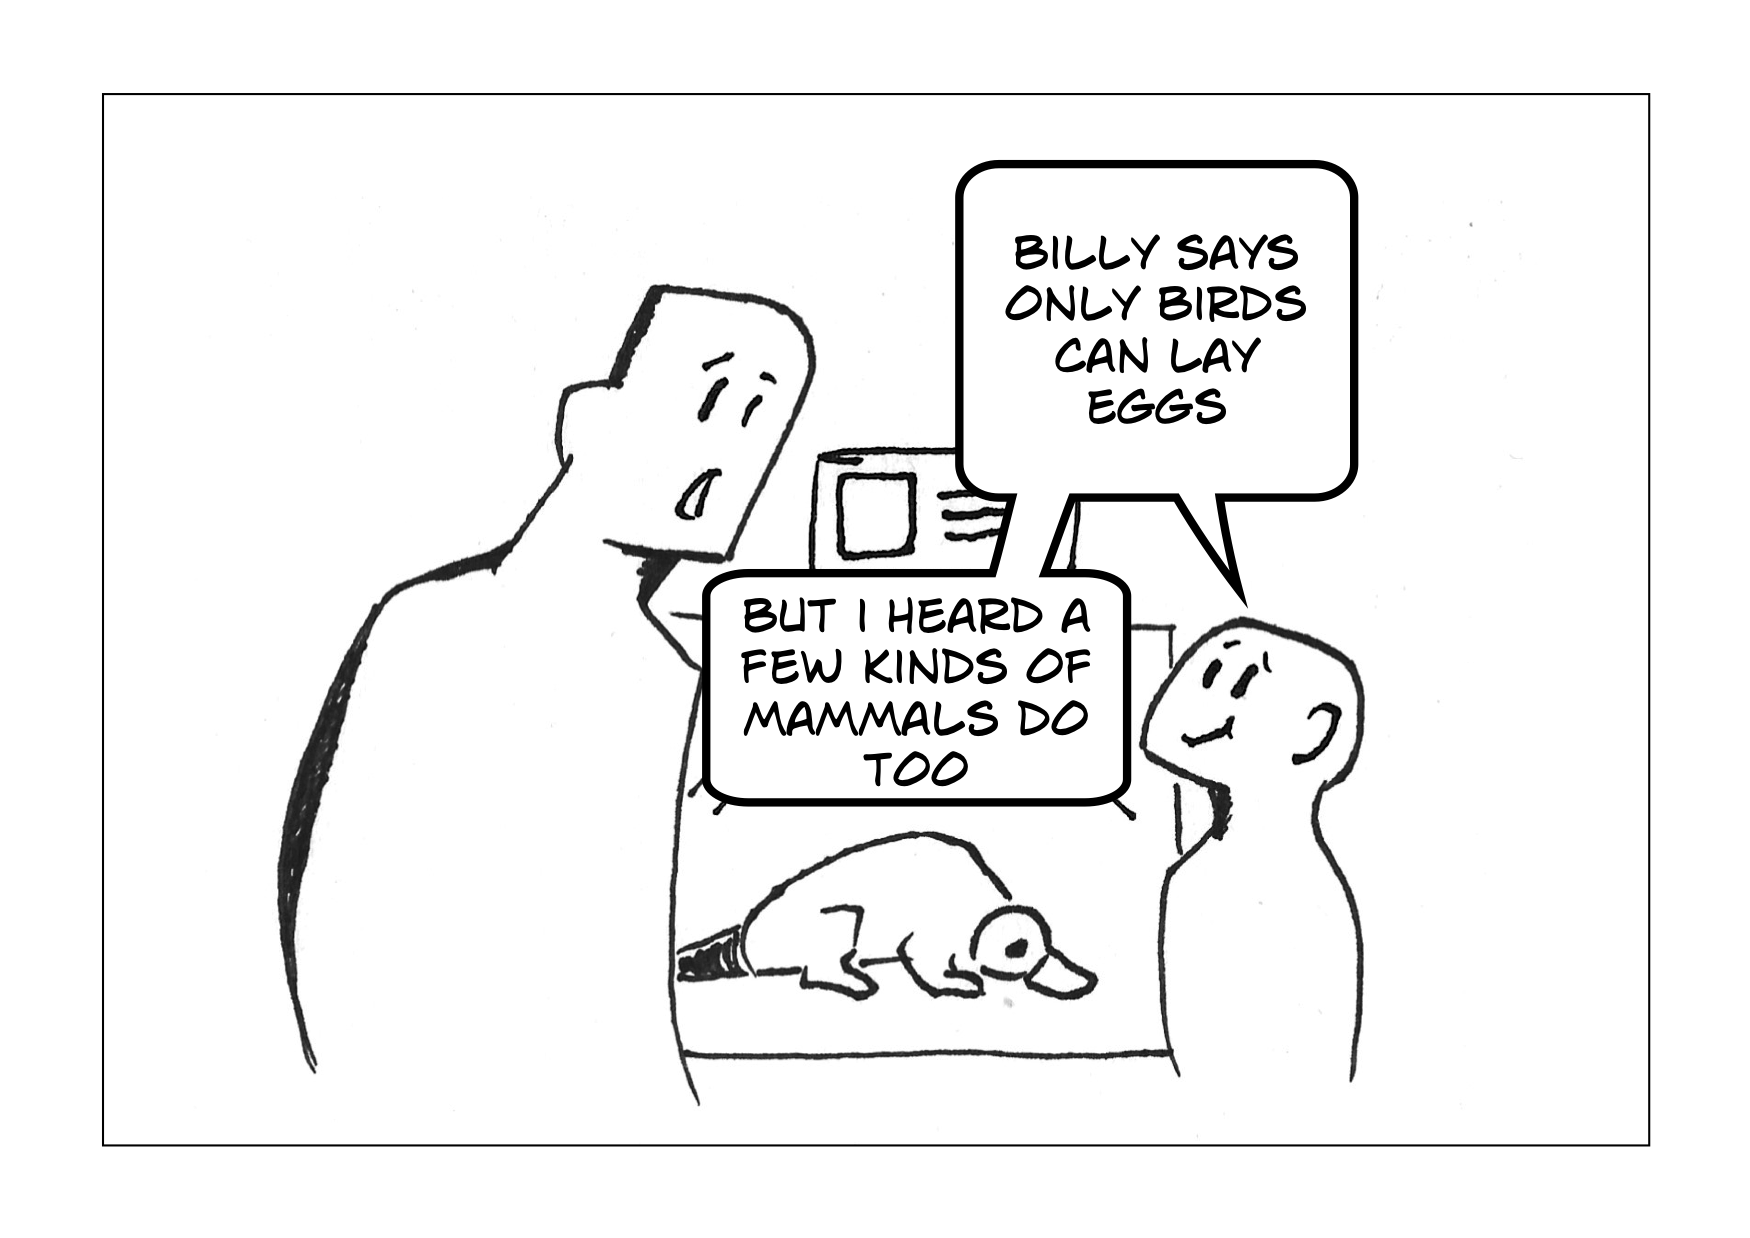 BILLY SAYS
ONLY BIRDS
CAN LAY
EGGS
BUT I HEARD A
FEW KINDS OF
MAMMALS DO
TOO